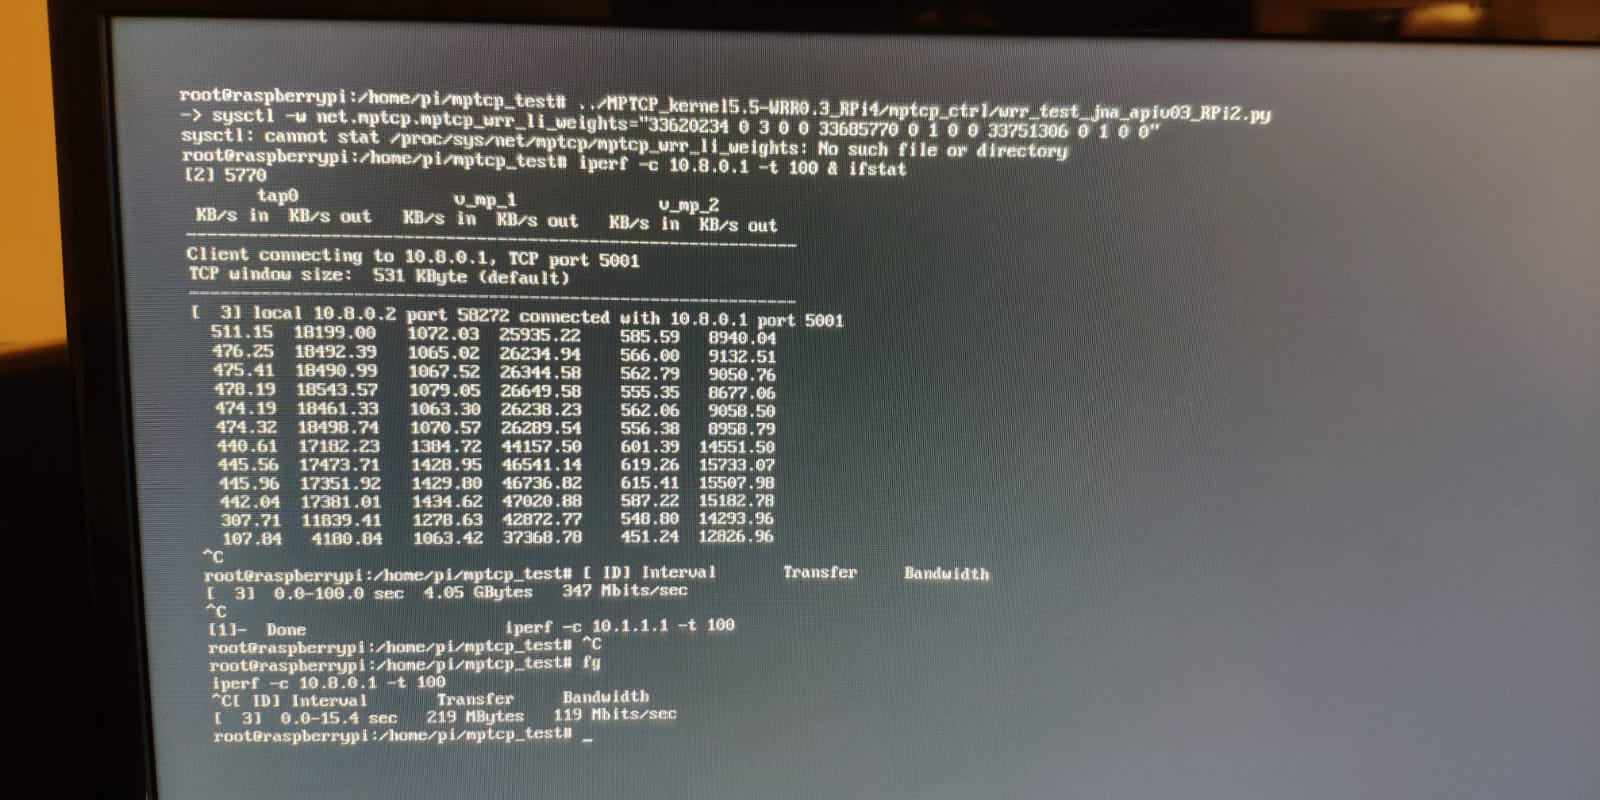 root@raspberrypi:/home/pi/mptcp_test# ../MPTCP_kernel5.5-WRR0.3_RPi4/mptcp_ctrl/wrr_test_jna_apiv03_RPi2.py
-> sysctl -w net.mptcp.mptcp_wrr_li_weights="33620234 0 3 0 0 33685770 0 1 0 0 33751306 0 1 0 0"
sysctl: cannot stat /proc/sys/net/mptcp/mptcp_wrr_li_weights: No such file or directory
root@raspberrypi:/home/pi/mptcp_test# iperf -c 10.8.0.1 -t 100 & ifstat
[2] 5770
tap0 v_mp_1 v_mp_2
KB/s in KB/s out KB/s in KB/s out KB/s in KB/s out
------------------------------------------------------------
Client connecting to 10.8.0.1, TCP port 5001
TCP window size: 531 KByte (default)
------------------------------------------------------------
[ 3] local 10.8.0.2 port 58272 connected with 10.8.0.1 port 5001
511.15 18199.00 1072.03 25935.22 585.59 8940.04
476.25 18492.39 1065.02 26234.94 566.00 9132.51
475.41 18490.99 1067.52 26344.58 562.79 9050.76
478.19 18543.57 1079.05 26649.58 555.35 8677.06
474.19 18461.33 1063.30 26238.23 562.06 9058.50
474.32 18498.74 1070.57 26289.54 556.38 8958.79
440.61 17182.23 1384.72 44157.50 601.39 14551.50
445.56 17473.71 1428.95 46541.14 619.26 15733.07
445.96 17351.92 1429.80 46736.82 615.41 15507.98
442.04 17381.01 1434.62 47020.88 587.22 15182.78
307.71 11839.41 1278.63 42872.77 548.80 14293.96
107.84 4180.84 1063.42 37368.78 451.24 12826.96
^C
root@raspberrypi:/home/pi/mptcp_test# [ ID] Interval Transfer Bandwidth
[ 3] 0.0-100.0 sec 4.05 GBytes 347 Mbits/sec
^C
[1]- Done iperf -c 10.1.1.1 -t 100
root@raspberrypi:/home/pi/mptcp_test# ^C
root@raspberrypi:/home/pi/mptcp_test# fg
iperf -c 10.8.0.1 -t 100
^C[ ID] Interval Transfer Bandwidth
[ 3] 0.0-15.4 sec 219 MBytes 119 Mbits/sec
root@raspberrypi:/home/pi/mptcp_test# _